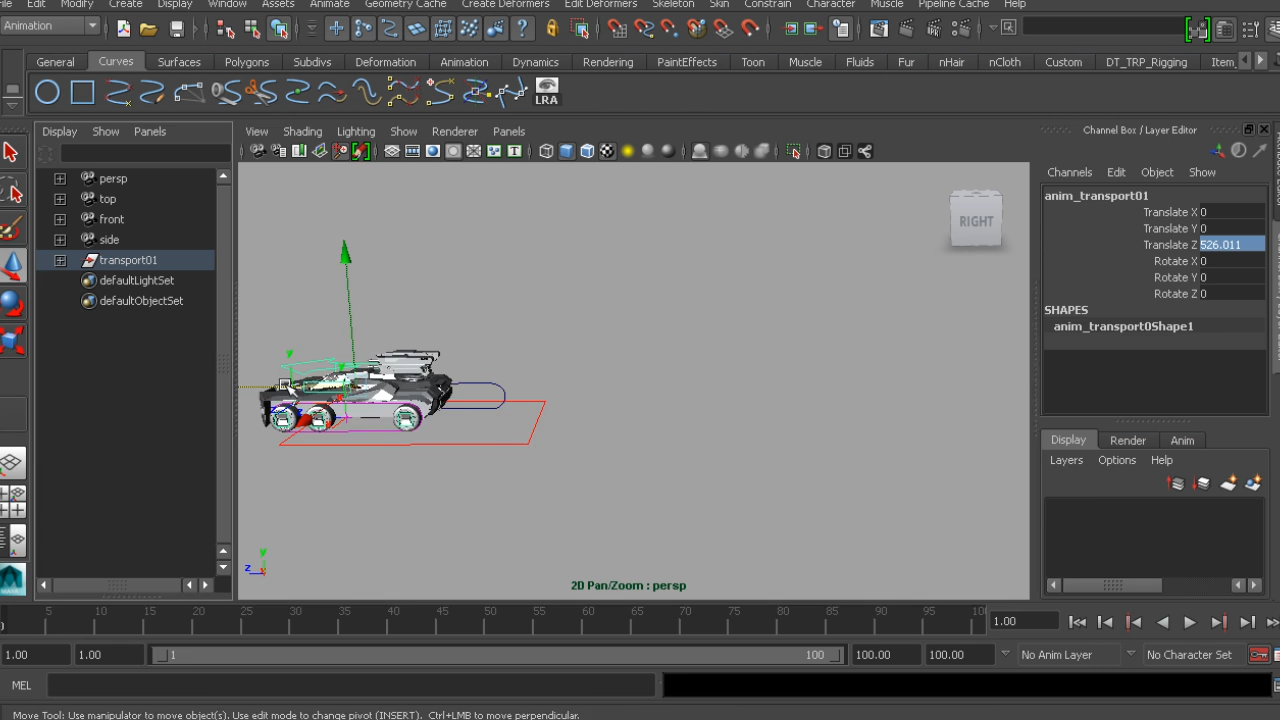 File Edit Modify Create Display Window Assets Animate Geometry Cache Create Deformers Edit Deformers Skeleton Skin Constrain Character Muscle Pipeline Cache Help
Animation
General Curves Surfaces Polygons Subdivs Deformation Animation Dynamics Rendering PaintEffects Toon Muscle Fluids Fur nHair nCloth Custom DT_TRP_Rigging Item_
LRA
Display Show Panels
View Shading Lighting Show Renderer Panels
Channel Box / Layer Editor
persp
top
front
side
transport01
defaultLightSet
defaultObjectSet
RIGHT
y
y
z
y
z
x
2D Pan/Zoom : persp
Channels Edit Object Show
anim_transport01
Translate X 0
Translate Y 0
Translate Z 526.011
Rotate X 0
Rotate Y 0
Rotate Z 0
SHAPES
anim_transport0Shape1
Display Render Anim
Layers Options Help
5 10 15 20 25 30 35 40 45 50 55 60 65 70 75 80 85 90 95 100
1.00
1.00 1.00 1 100 100.00 100.00 No Anim Layer No Character Set
MEL
Move Tool: Use manipulator to move object(s). Use edit mode to change pivot (INSERT). Ctrl+LMB to move perpendicular.